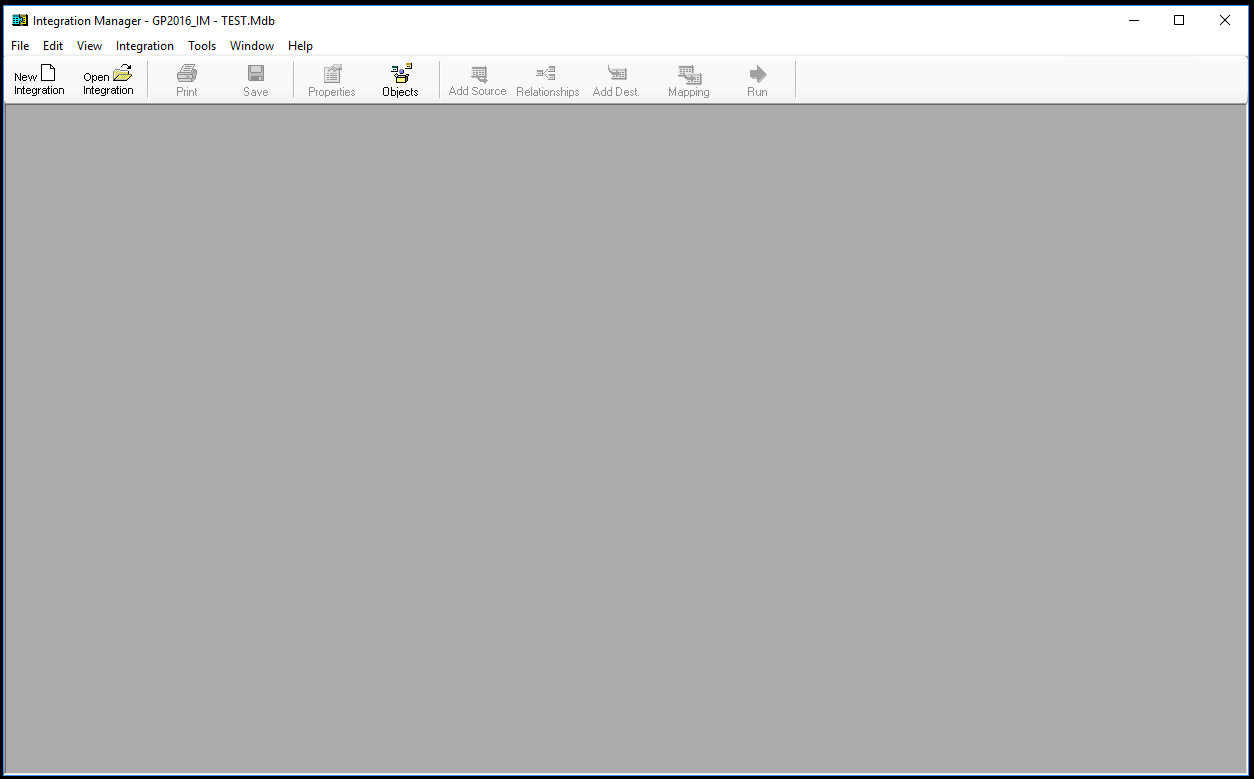 Integration Manager - GP2016_IM - TEST.Mdb
File Edit View Integration Tools Window Help
New Integration Open Integration Print Save Properties Objects Add Source Relationships Add Dest. Mapping Run